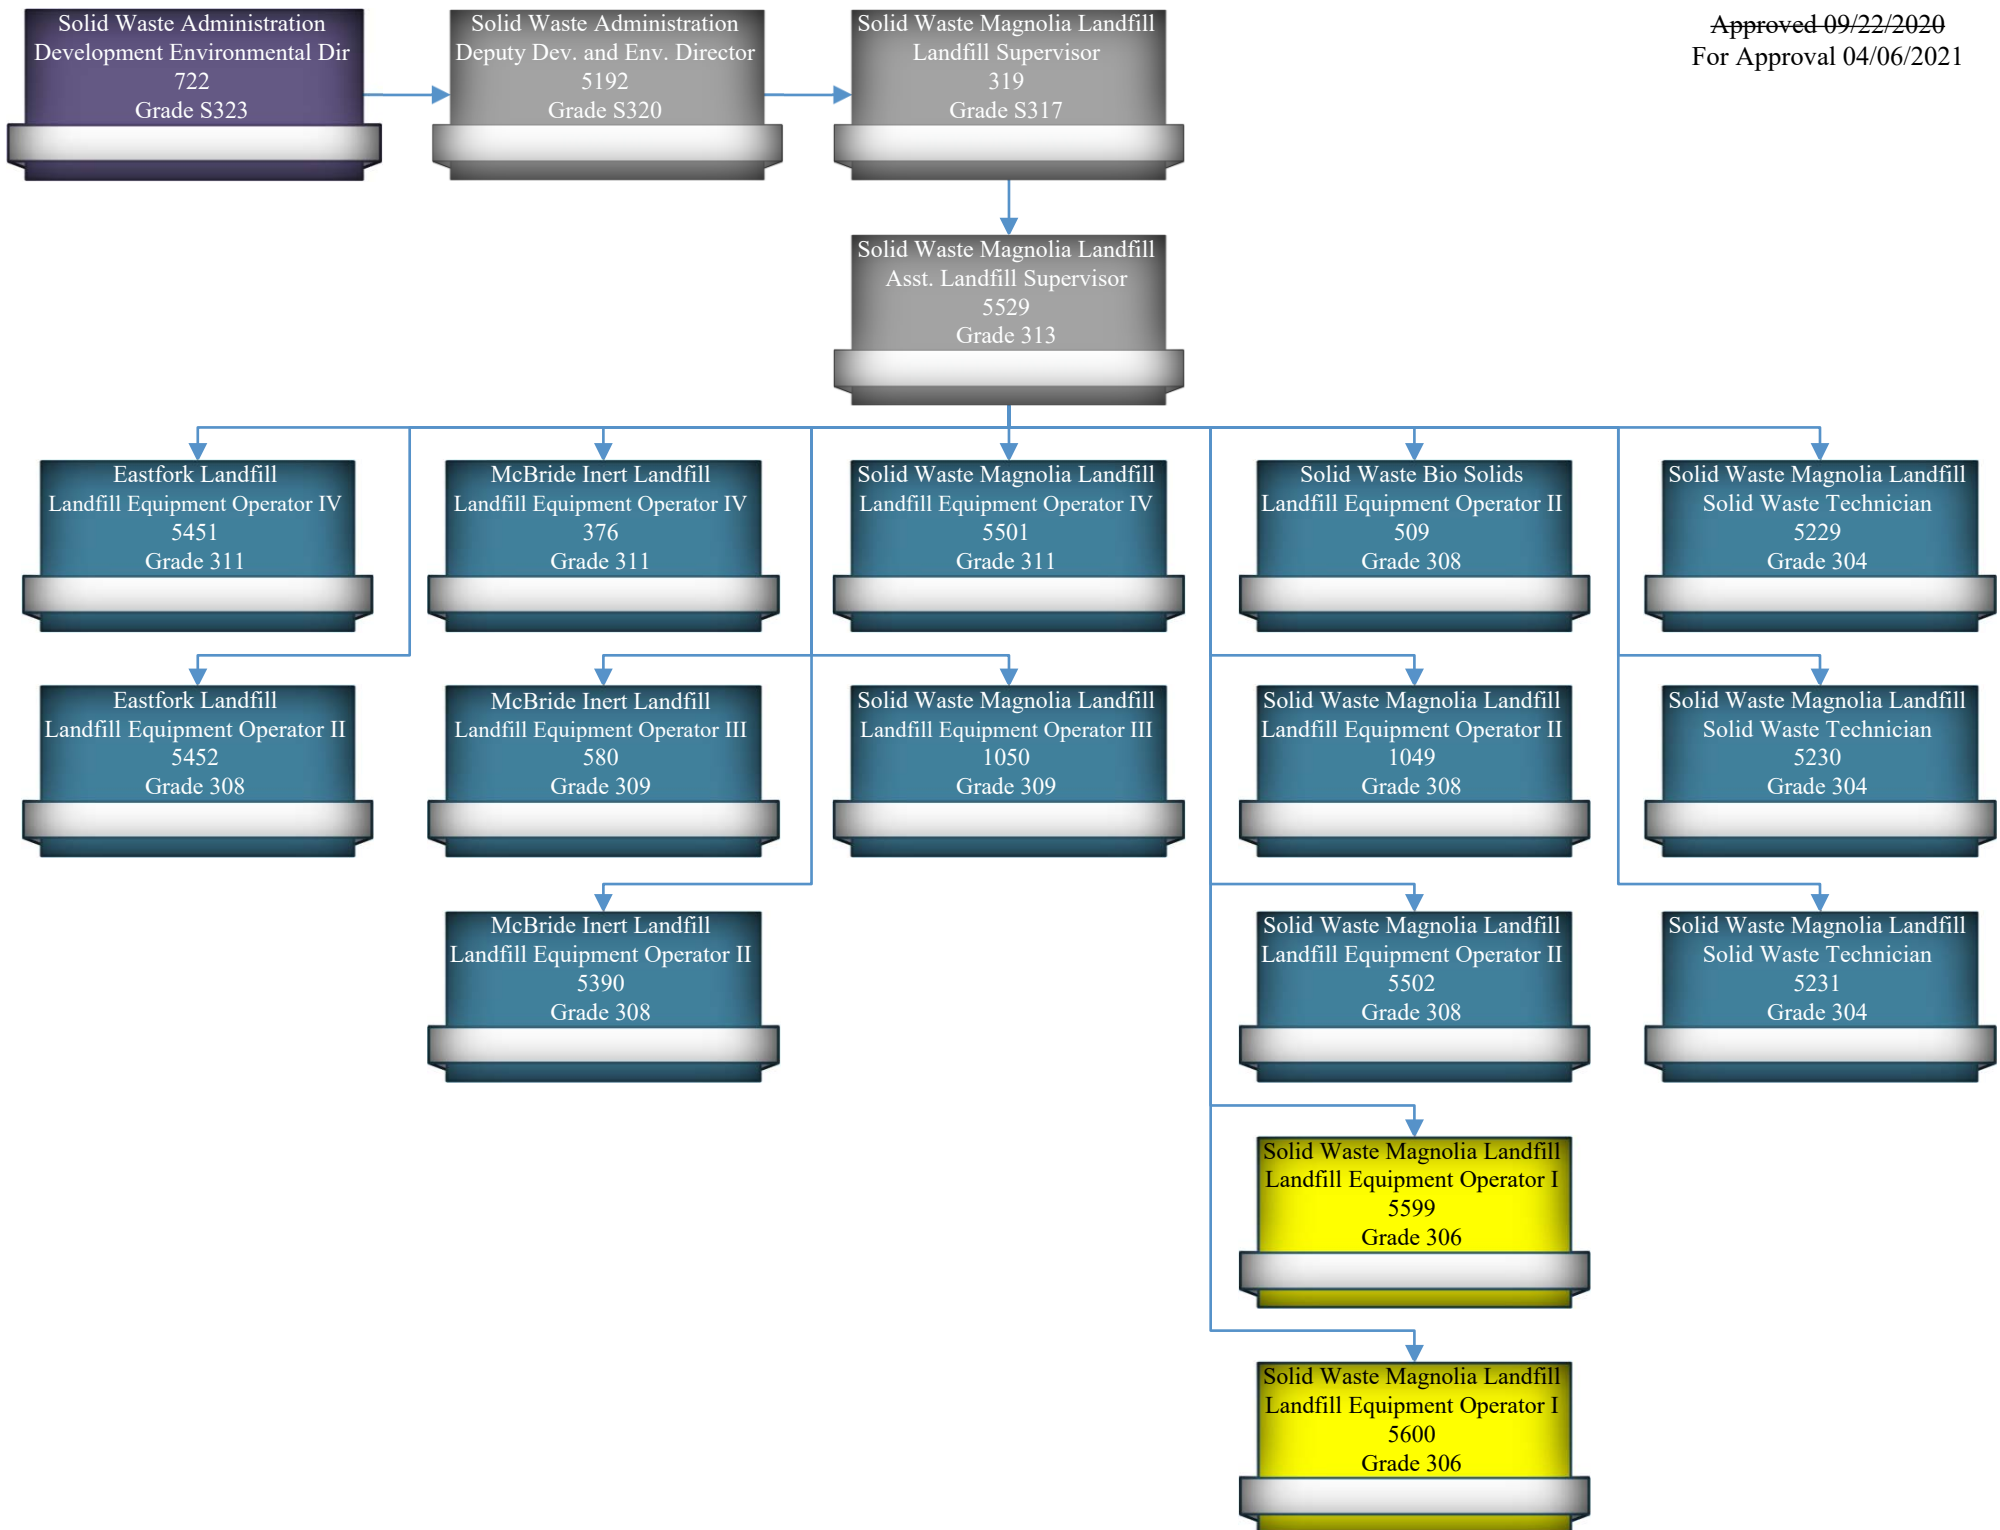 Solid Waste Administration
Development Environmental Dir
722
Grade S323
Solid Waste Administration
Deputy Dev. and Env. Director
5192
Grade S320
Solid Waste Magnolia Landfill
Landfill Supervisor
319
Grade S317
Approved 09/22/2020
For Approval 04/06/2021
Solid Waste Magnolia Landfill
Asst. Landfill Supervisor
5529
Grade 313
Eastfork Landfill
Landfill Equipment Operator IV
5451
Grade 311
McBride Inert Landfill
Landfill Equipment Operator IV
376
Grade 311
Solid Waste Magnolia Landfill
Landfill Equipment Operator IV
5501
Grade 311
Solid Waste Bio Solids
Landfill Equipment Operator II
509
Grade 308
Solid Waste Magnolia Landfill
Solid Waste Technician
5229
Grade 304
Eastfork Landfill
Landfill Equipment Operator II
5452
Grade 308
McBride Inert Landfill
Landfill Equipment Operator III
580
Grade 309
Solid Waste Magnolia Landfill
Landfill Equipment Operator III
1050
Grade 309
Solid Waste Magnolia Landfill
Landfill Equipment Operator II
1049
Grade 308
Solid Waste Magnolia Landfill
Solid Waste Technician
5230
Grade 304
McBride Inert Landfill
Landfill Equipment Operator II
5390
Grade 308
Solid Waste Magnolia Landfill
Landfill Equipment Operator II
5502
Grade 308
Solid Waste Magnolia Landfill
Solid Waste Technician
5231
Grade 304
Solid Waste Magnolia Landfill
Landfill Equipment Operator I
5599
Grade 306
Solid Waste Magnolia Landfill
Landfill Equipment Operator I
5600
Grade 306